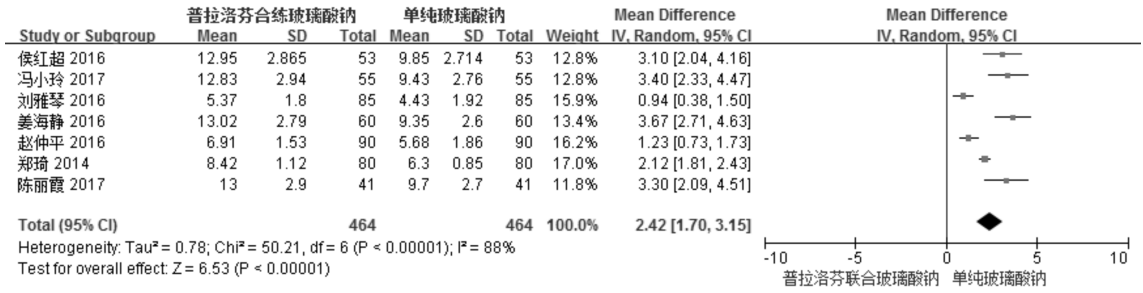 普拉洛芬合练玻璃酸钠 单纯玻璃酸钠 Mean Difference Mean Difference
Study or Subgroup Mean SD Total Mean SD Total Weight IV, Random, 95% CI IV, Random, 95% CI
侯红超 2016 12.95 2.865 53 9.85 2.714 53 12.8% 3.10 [2.04, 4.16]
冯小玲 2017 12.83 2.94 55 9.43 2.76 55 12.8% 3.40 [2.33, 4.47]
刘雅琴 2016 5.37 1.8 85 4.43 1.92 85 15.9% 0.94 [0.38, 1.50]
姜海静 2016 13.02 2.79 60 9.35 2.6 60 13.4% 3.67 [2.71, 4.63]
赵仲平 2016 6.91 1.53 90 5.68 1.86 90 16.2% 1.23 [0.73, 1.73]
郑琦 2014 8.42 1.12 80 6.3 0.85 80 17.0% 2.12 [1.81, 2.43]
陈丽霞 2017 13 2.9 41 9.7 2.7 41 11.8% 3.30 [2.09, 4.51]
Total (95% CI) 464 464 100.0% 2.42 [1.70, 3.15]
Heterogeneity: Tau² = 0.78; Chi² = 50.21, df = 6 (P < 0.00001); I² = 88%
Test for overall effect: Z = 6.53 (P < 0.00001)
-10 -5 0 5 10
普拉洛芬联合玻璃酸钠 单纯玻璃酸钠